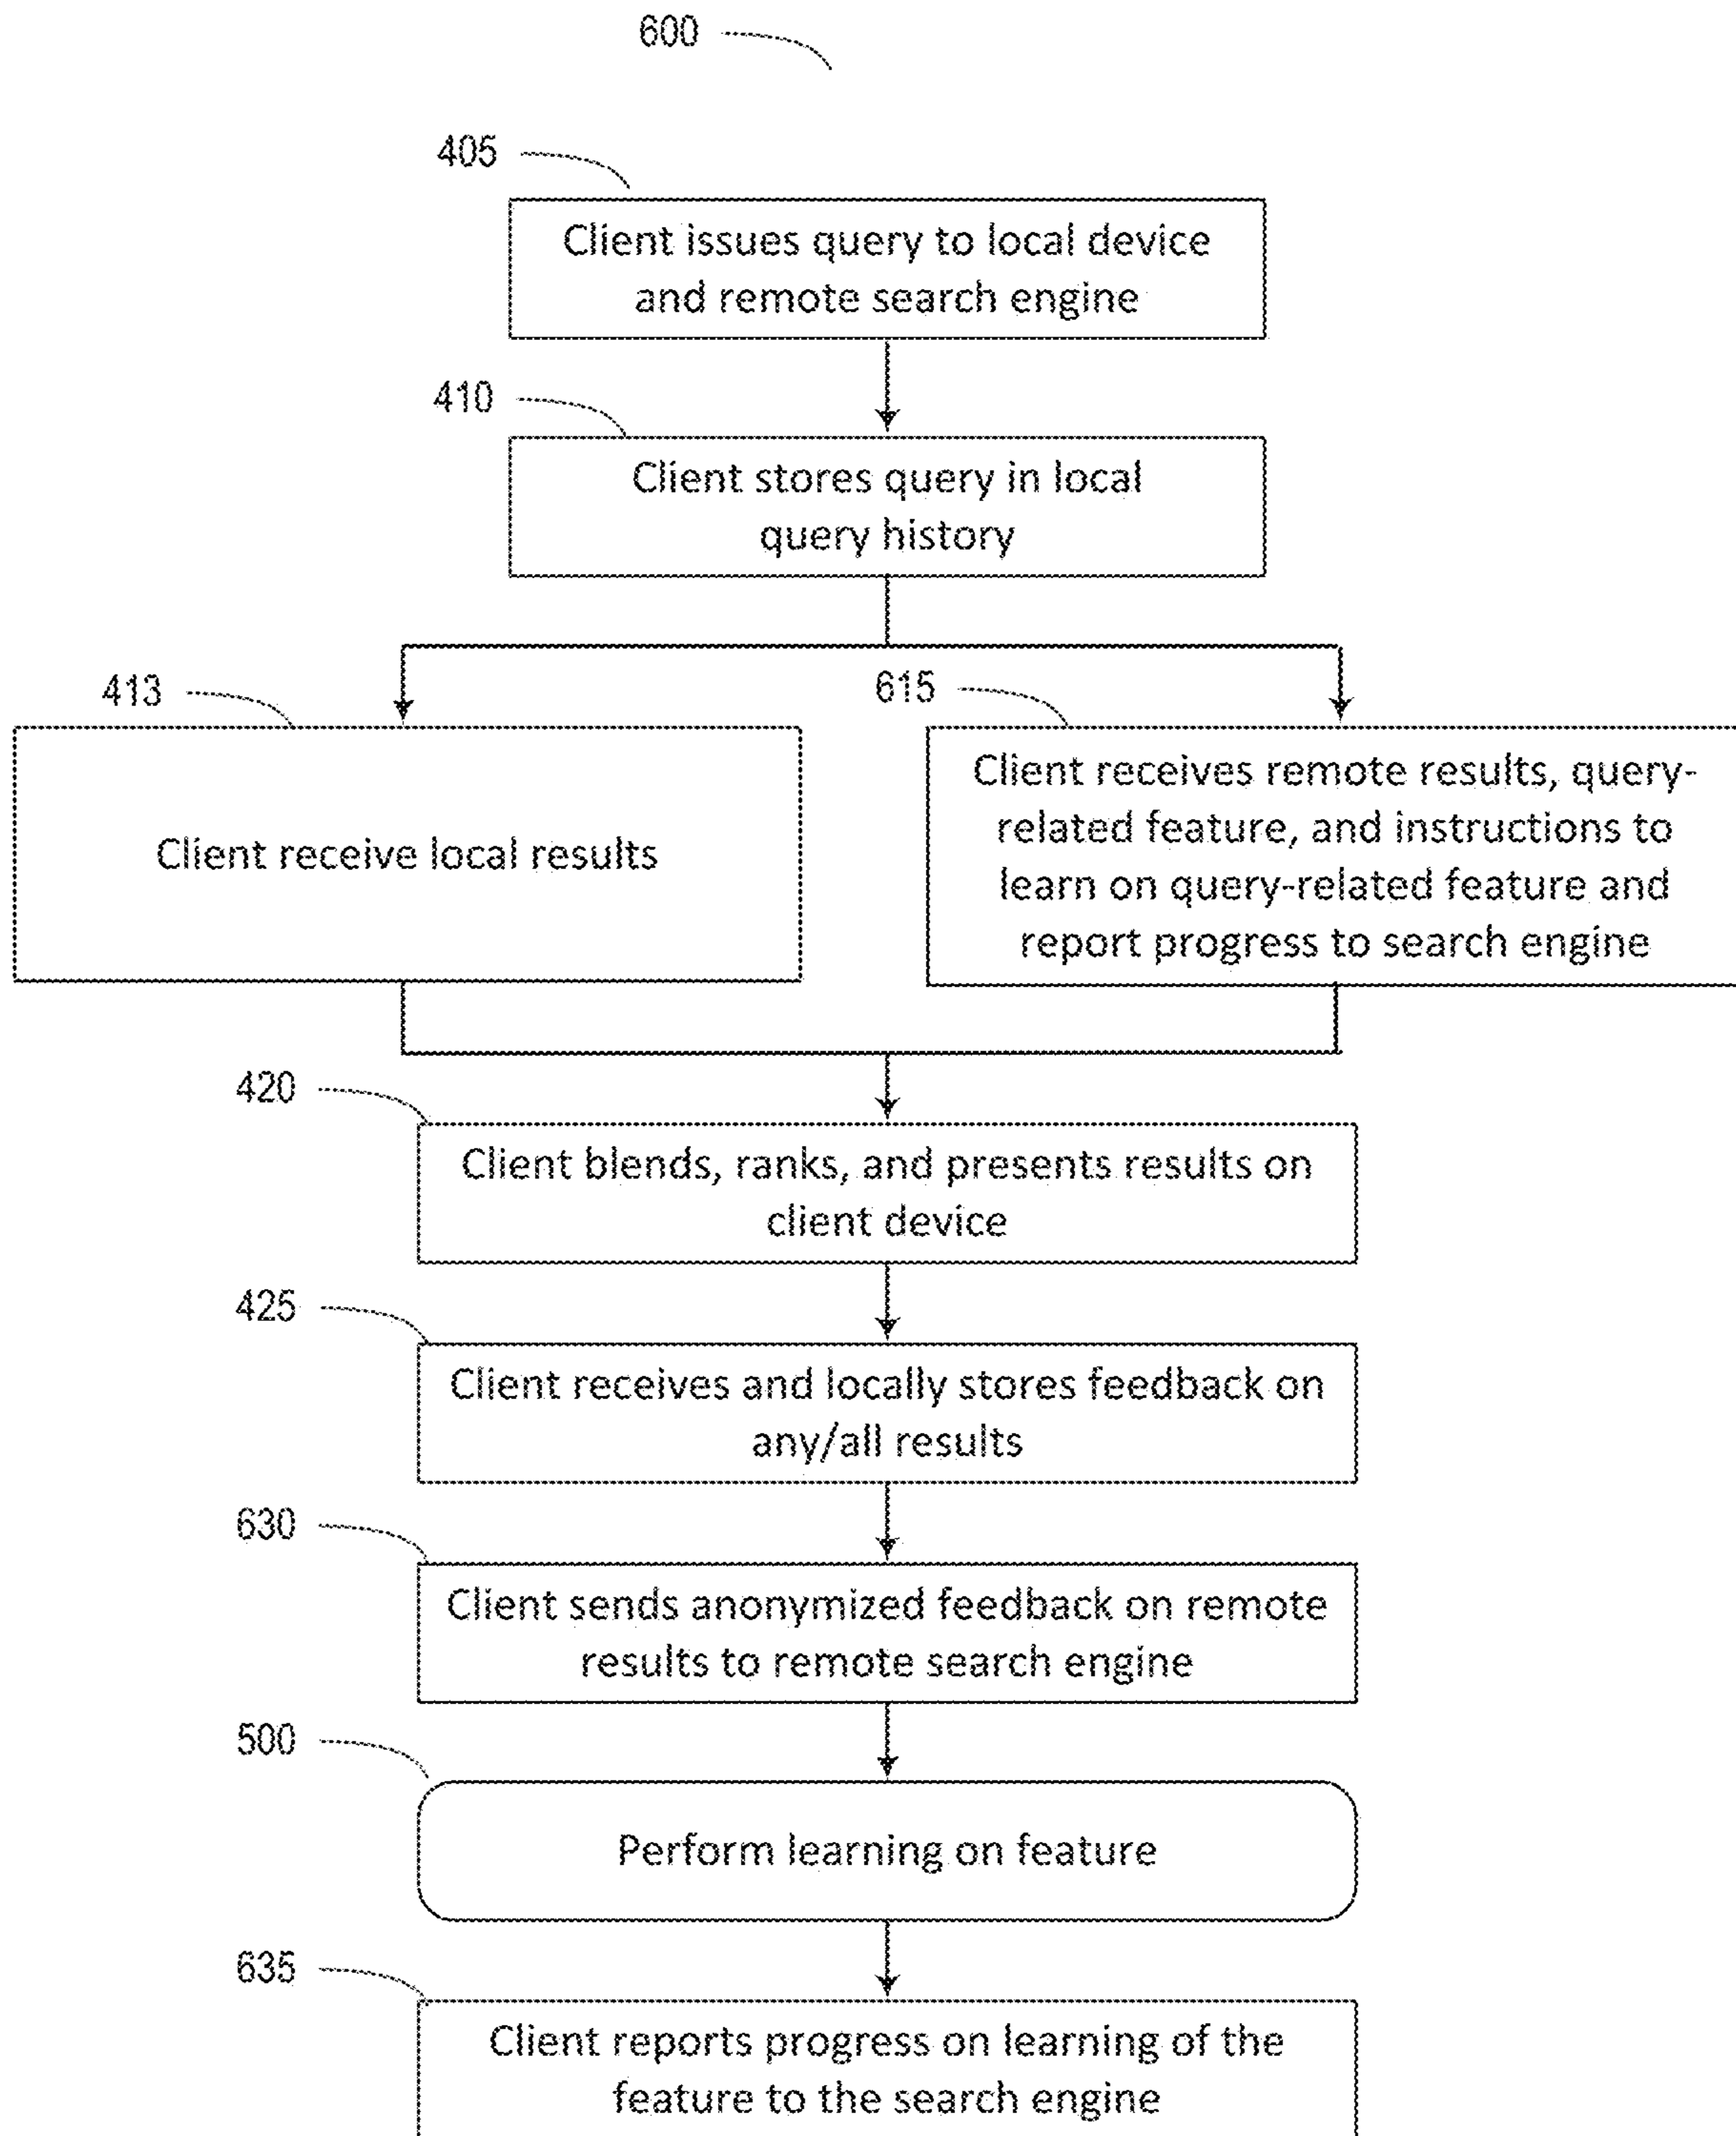 600
405
Client issues query to local device
and remote search engine
410
Client stores query in local
query history
413
Client receive local results
615
Client receives remote results, query-
related feature, and instructions to
learn on query-related feature and
report progress to search engine
420
Client blends, ranks, and presents results on
client device
425
Client receives and locally stores feedback on
any/all results
630
Client sends anonymized feedback on remote
results to remote search engine
500
Perform learning on feature
635
Client reports progress on learning of the
feature to the search engine